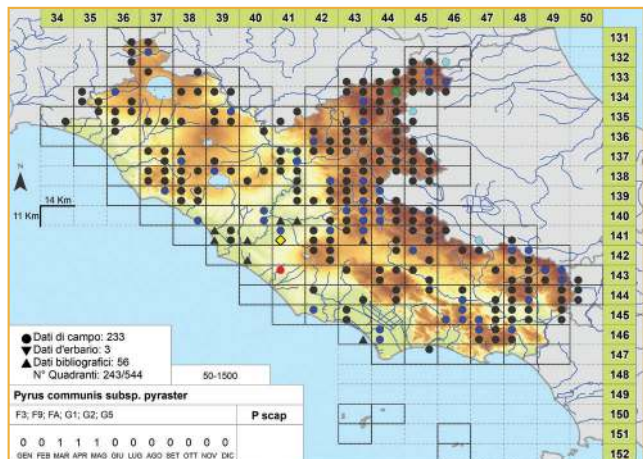 34 35 36 37 38 39 40 41 42 43 44 45 46 47 48 49 50
131
132
133
134
135
136
137
138
139
140
141
142
143
144
145
146
147
148
149
150
151
152
N
14 Km
11 Km
Dati di campo: 233
Dati d'erbario: 3
Dati bibliografici: 56
N° Quadranti: 243/544
50-1500
Pyrus communis subsp. pyraster
F3; F9; FA; G1; G2; G5
P scap
0 0 1 1 1 0 0 0 0 0 0 0
GEN FEB MAR APR MAG GIU LUG AGO SET OTT NOV DIC